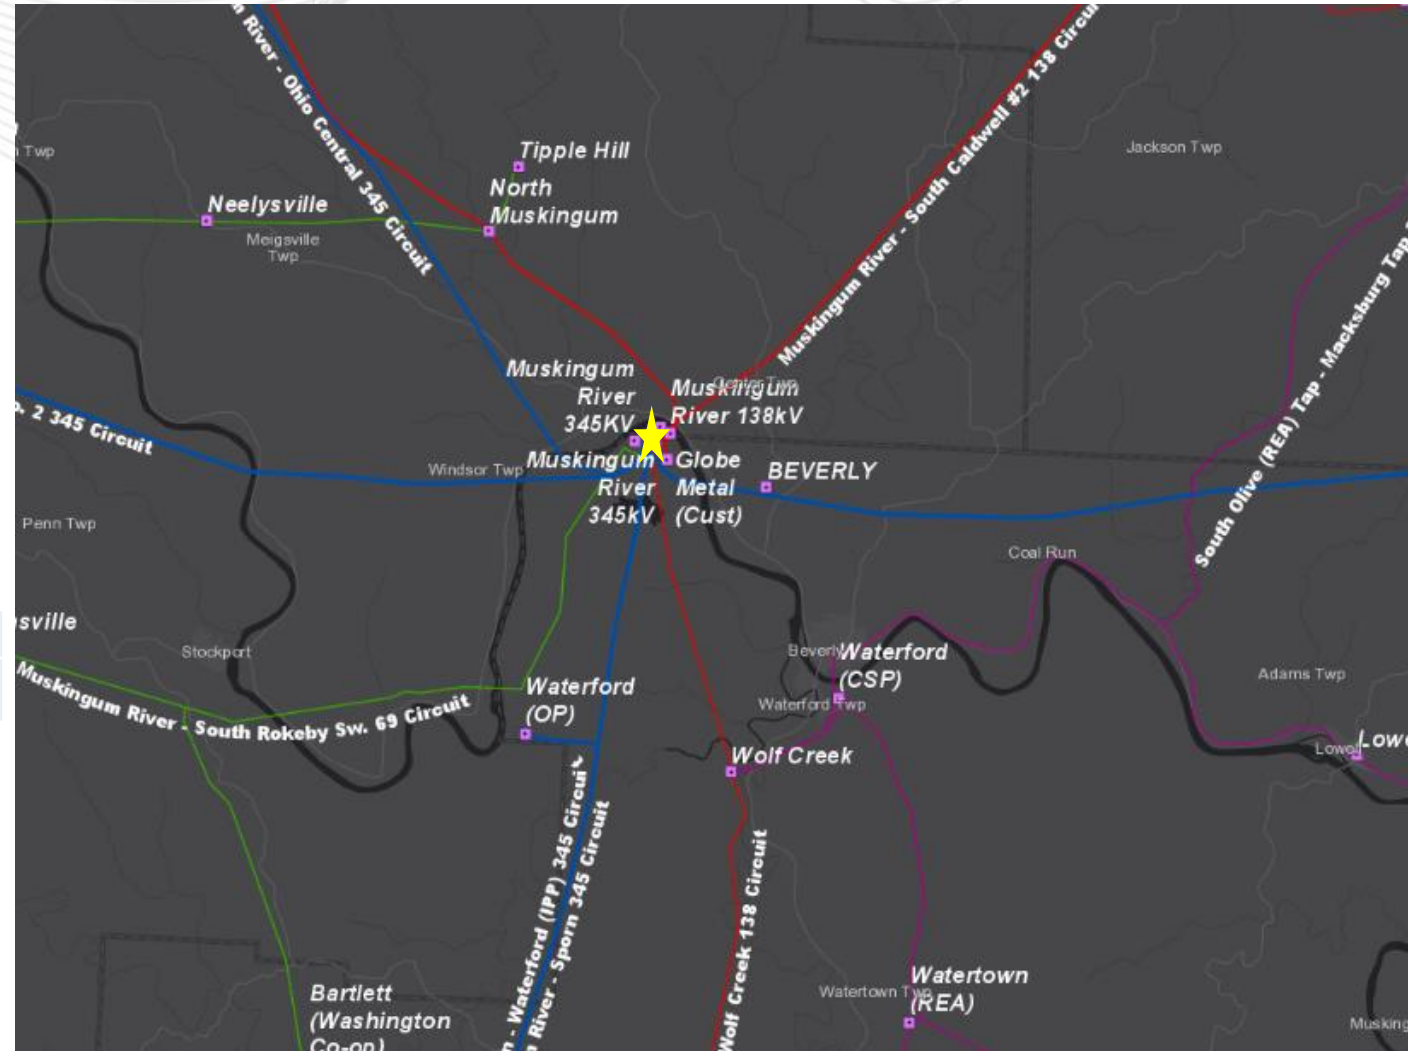 River - Ohio Central 345 Circuit
Muskingum River - South Caldwell #2 138 Circu
Tipple Hill
Jackson Twp
Twp
North
Muskingum
Neelysville
Meigsville
Twp
South Olive (REA) Tap - Macksburg Tap
Muskingum
River
345KV
Center Twp
Muskingum
River 138kV
. 2 345 Circuit
Windsor Twp
Muskingum
River
345kV
Globe
Metal
(Cust)
BEVERLY
Penn Twp
Coal Run
sville
Stockport
Beverly
Waterford
(CSP)
Waterford Twp
Adams Twp
Muskingum River - South Rokeby Sw. 69 Circuit
Waterford
(OP)
Wolf Creek
Lowell
Lowe
n - Waterford (IPP) 345 Circuit
River - Sporn 345 Circuit
Wolf Creek 138 Circuit
Bartlett
(Washington
Co-op)
Watertown
(REA)
Watertown Twp
Musking